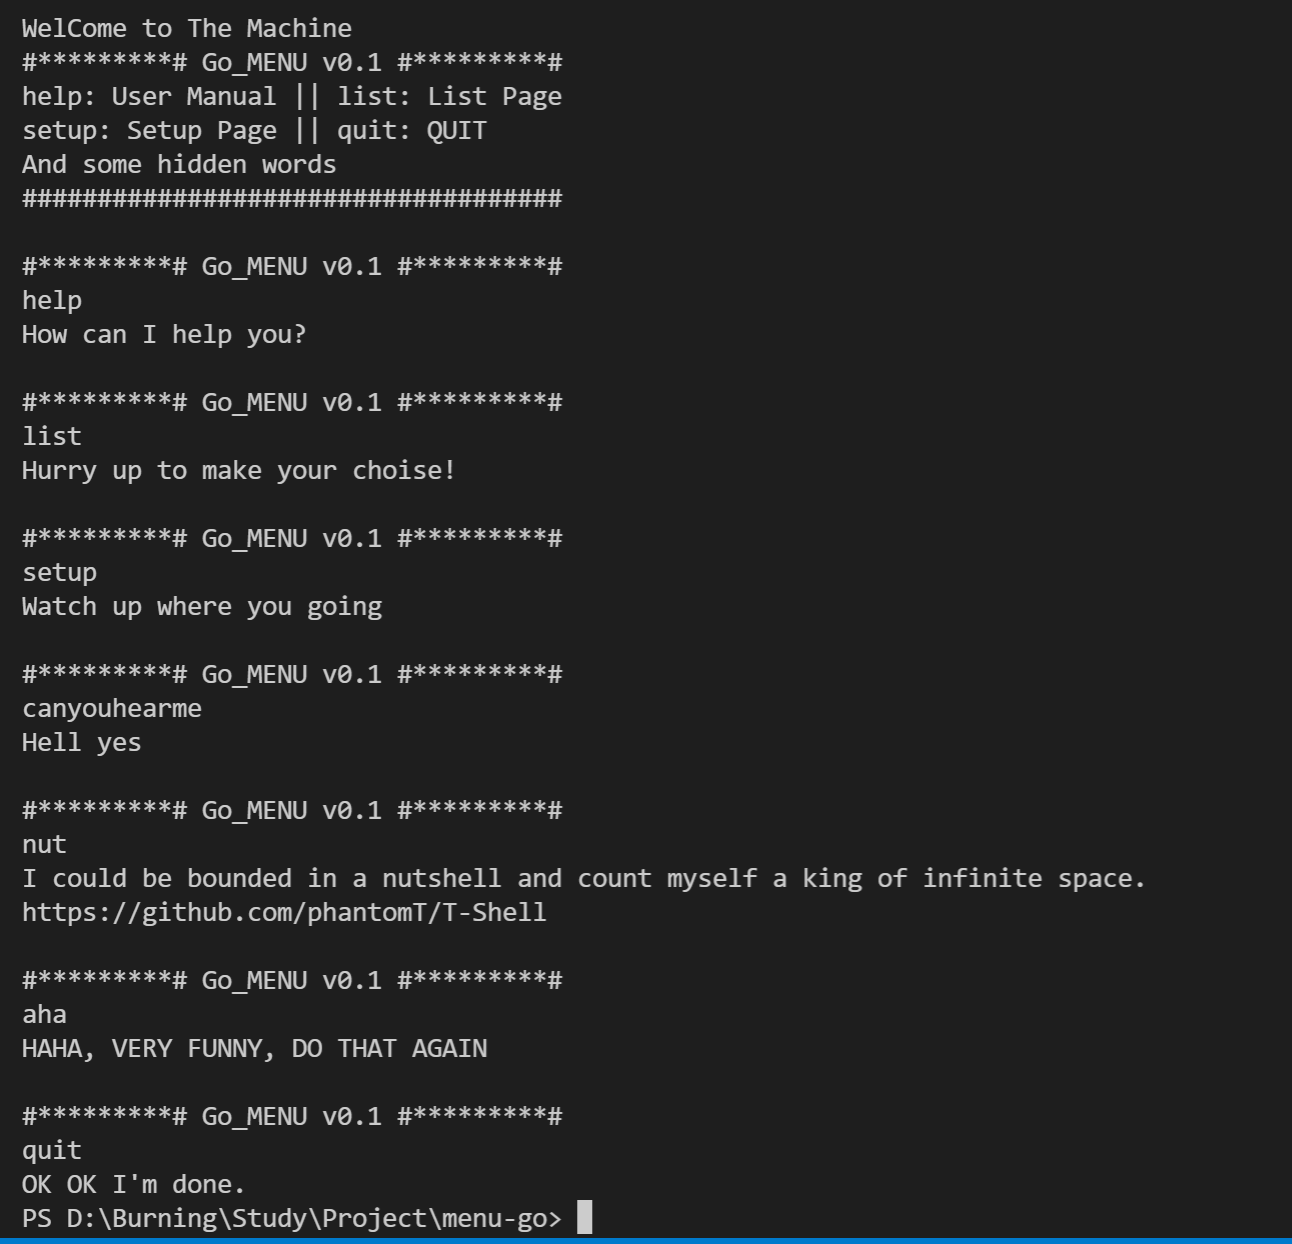 WelCome to The Machine
#*********# Go_MENU v0.1 #*********#
help: User Manual || list: List Page
setup: Setup Page || quit: QUIT
And some hidden words
####################################
#*********# Go_MENU v0.1 #*********#
help
How can I help you?
#*********# Go_MENU v0.1 #*********#
list
Hurry up to make your choise!
#*********# Go_MENU v0.1 #*********#
setup
Watch up where you going
#*********# Go_MENU v0.1 #*********#
canyouhearme
Hell yes
#*********# Go_MENU v0.1 #*********#
nut
I could be bounded in a nutshell and count myself a king of infinite space.
https://github.com/phantomT/T-Shell
#*********# Go_MENU v0.1 #*********#
aha
HAHA, VERY FUNNY, DO THAT AGAIN
#*********# Go_MENU v0.1 #*********#
quit
OK OK I'm done.
PS D:\Burning\Study\Project\menu-go>